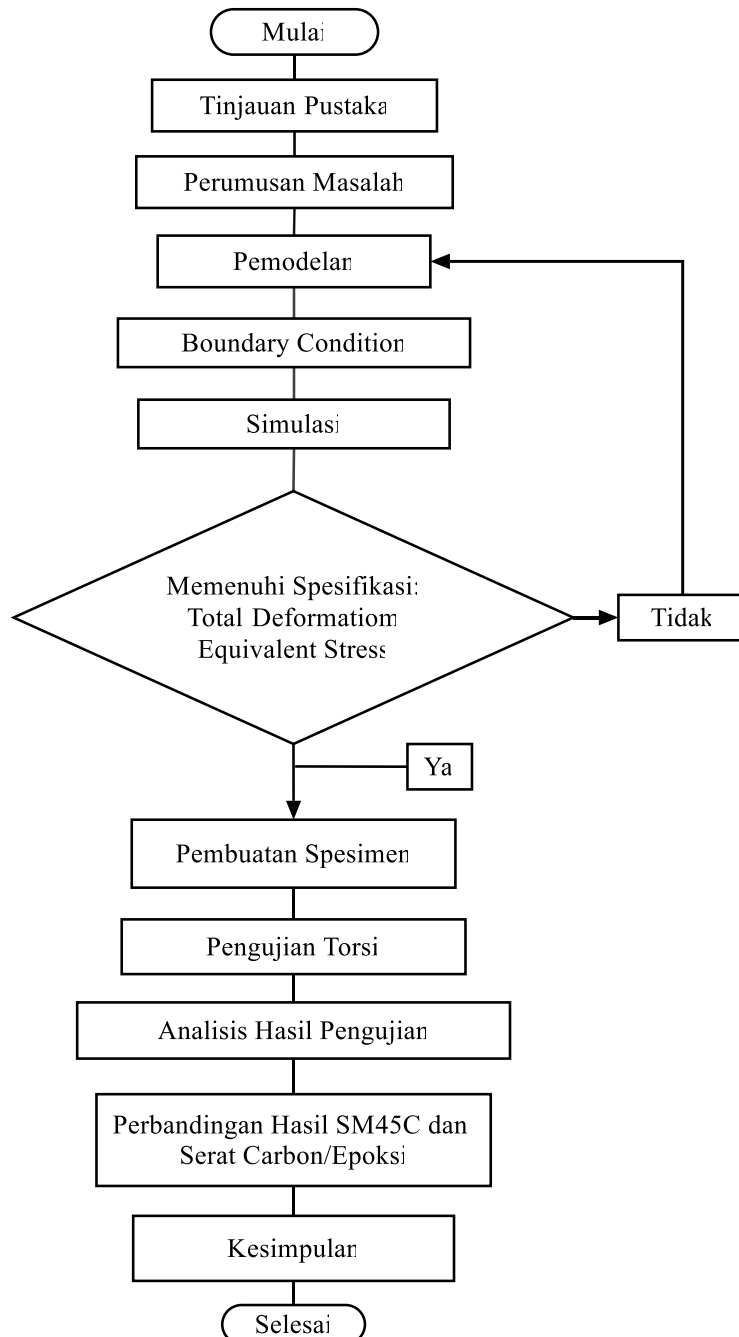 Mulai
Tinjauan Pustaka
Perumusan Masalah
Pemodelan
Boundary Condition
Simulasi
Memenuhi Spesifikasi:
Total Deformatiom
Equivalent Stress
Tidak
Ya
Pembuatan Spesimen
Pengujian Torsi
Analisis Hasil Pengujian
Perbandingan Hasil SM45C dan
Serat Carbon/Epoksi
Kesimpulan
Selesai